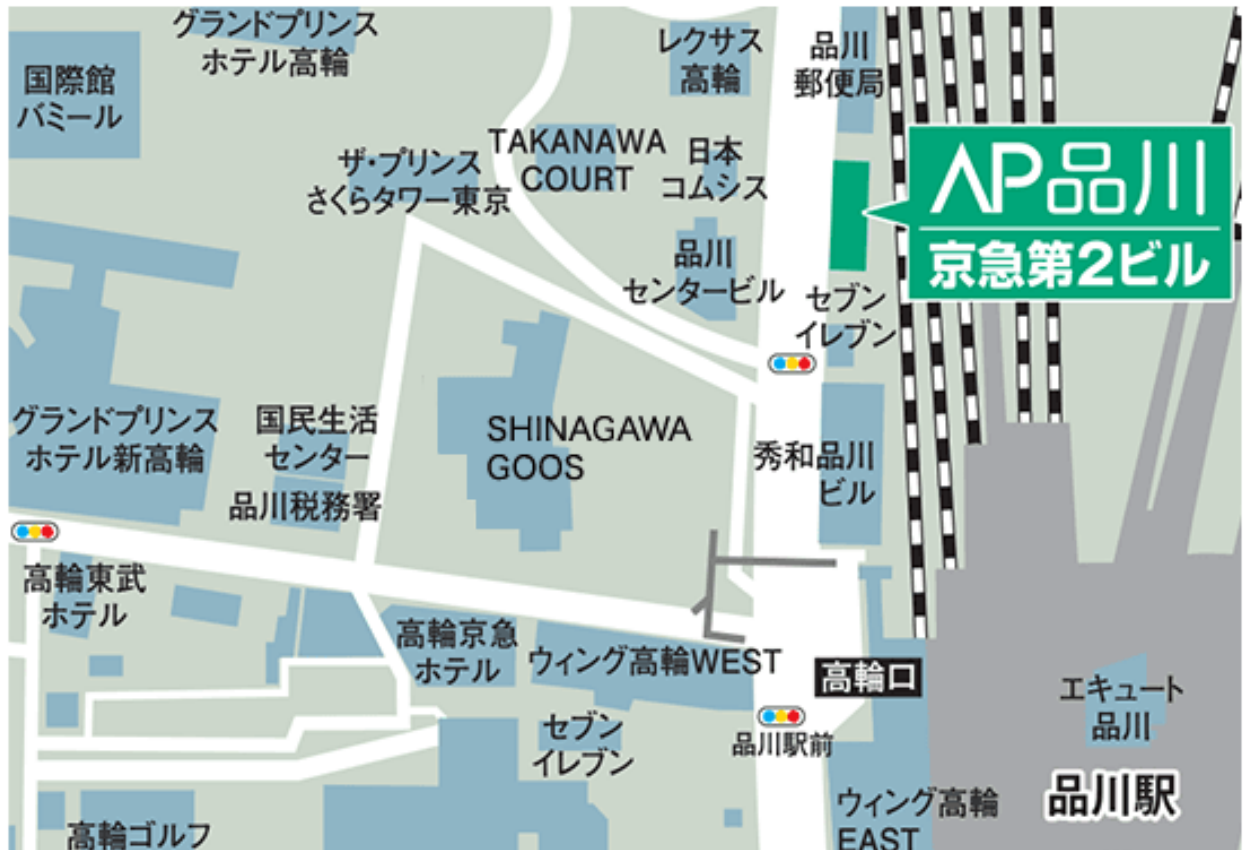 グランドプリンス
ホテル高輪
レクサス
高輪
品川
郵便局
国際館
パミール
AP品川
京急第2ビル
TAKANAWA
COURT
日本
コムシス
ザ・プリンス
さくらタワー東京
品川
センタービル
セブン
イレブン
グランドプリンス
ホテル新高輪
国民生活
センター
SHINAGAWA
GOOS
秀和品川
ビル
品川税務署
高輪東武
ホテル
高輪京急
ホテル
ウィング高輪WEST
高輪口
エキュート
品川
セブン
イレブン
品川駅前
品川駅
ウィング高輪
EAST
高輪ゴルフ